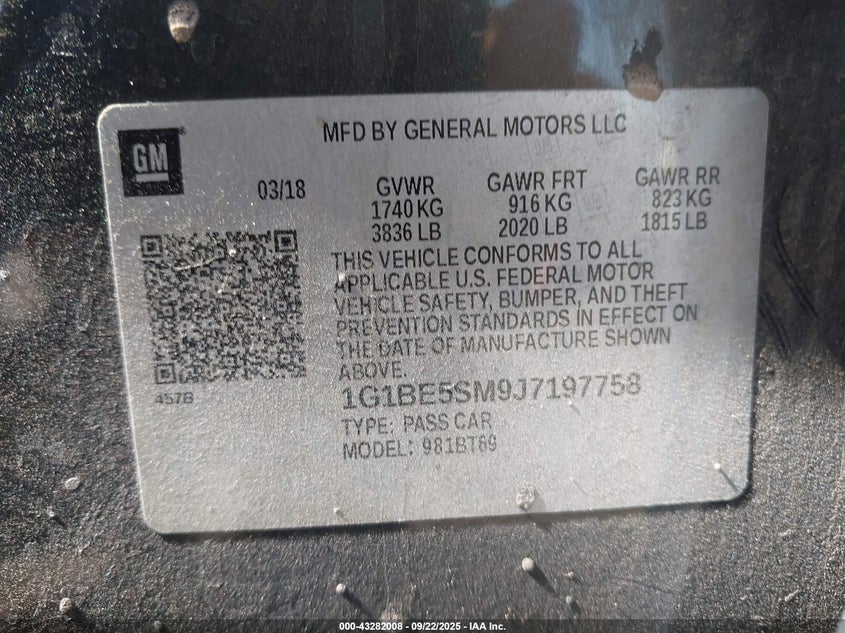 MFD BY GENERAL MOTORS LLC
GM
03/18
GVWR
1740 KG
3836 LB
GAWR FRT
916 KG
2020 LB
GAWR RR
823 KG
1815 LB
THIS VEHICLE CONFORMS TO ALL
APPLICABLE U.S. FEDERAL MOTOR
VEHICLE SAFETY, BUMPER, AND THEFT
PREVENTION STANDARDS IN EFFECT ON
THE DATE OF MANUFACTURE SHOWN
ABOVE.
457B
1G1BE5SM9J7197758
TYPE: PASS CAR
MODEL: 981BT69
000-43282008 - 09/22/2025 - IAA Inc.